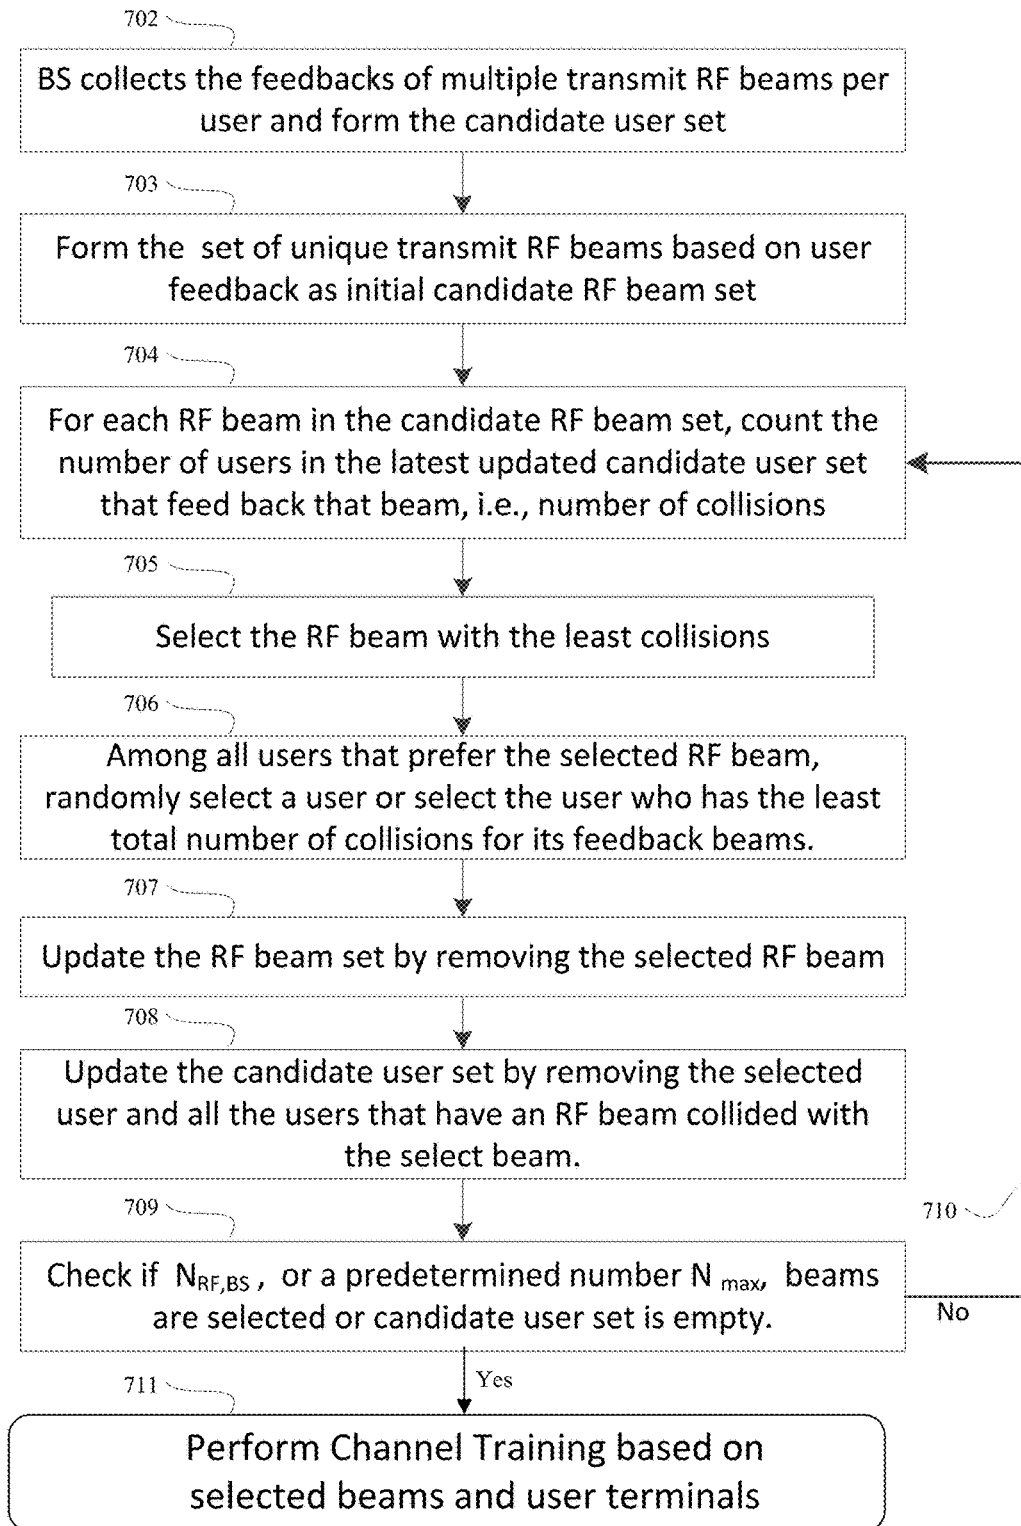 702
BS collects the feedbacks of multiple transmit RF beams per
user and form the candidate user set
703
Form the set of unique transmit RF beams based on user
feedback as initial candidate RF beam set
704
For each RF beam in the candidate RF beam set, count the
number of users in the latest updated candidate user set
that feed back that beam, i.e., number of collisions
705
Select the RF beam with the least collisions
706
Among all users that prefer the selected RF beam,
randomly select a user or select the user who has the least
total number of collisions for its feedback beams.
707
Update the RF beam set by removing the selected RF beam
708
Update the candidate user set by removing the selected
user and all the users that have an RF beam collided with
the select beam.
709
710
Check if N_RF,BS , or a predetermined number N_max, beams
are selected or candidate user set is empty.
No
Yes
711
Perform Channel Training based on
selected beams and user terminals